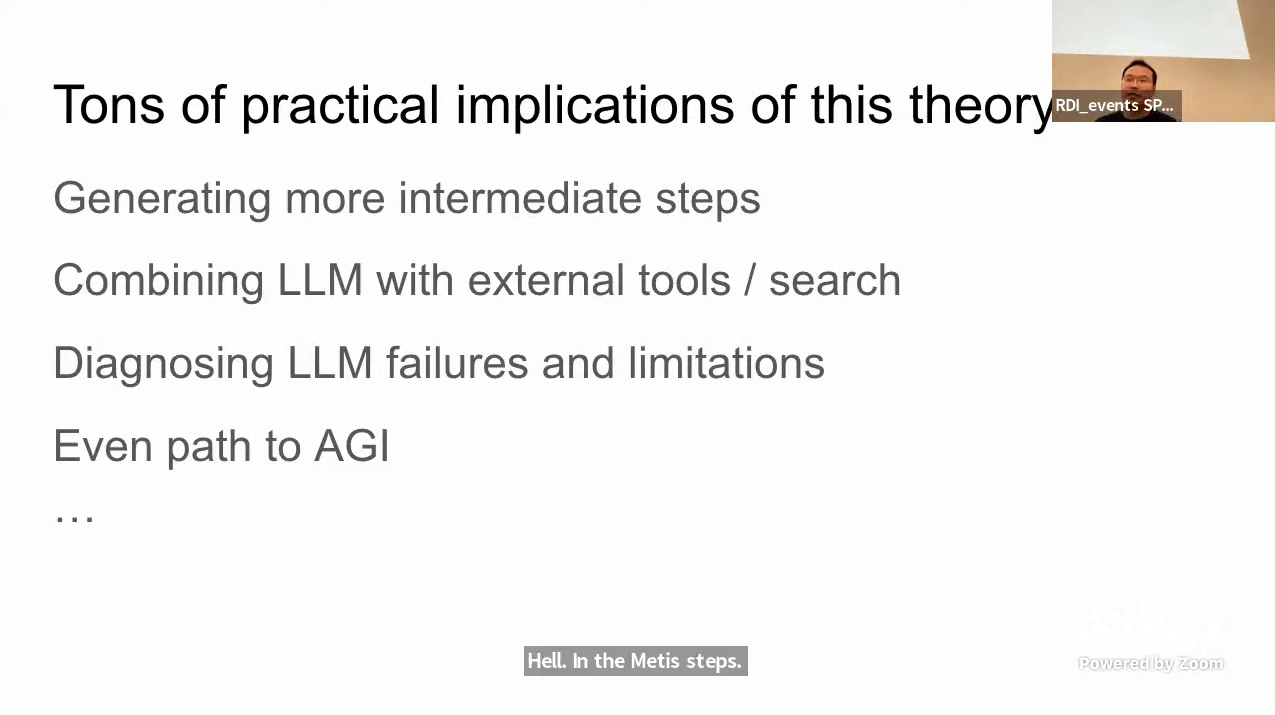 Tons of practical implications of this theory
RDI_events SP...
Generating more intermediate steps
Combining LLM with external tools / search
Diagnosing LLM failures and limitations
Even path to AGI
…
Hell. In the Metis steps.
Powered by Zoom